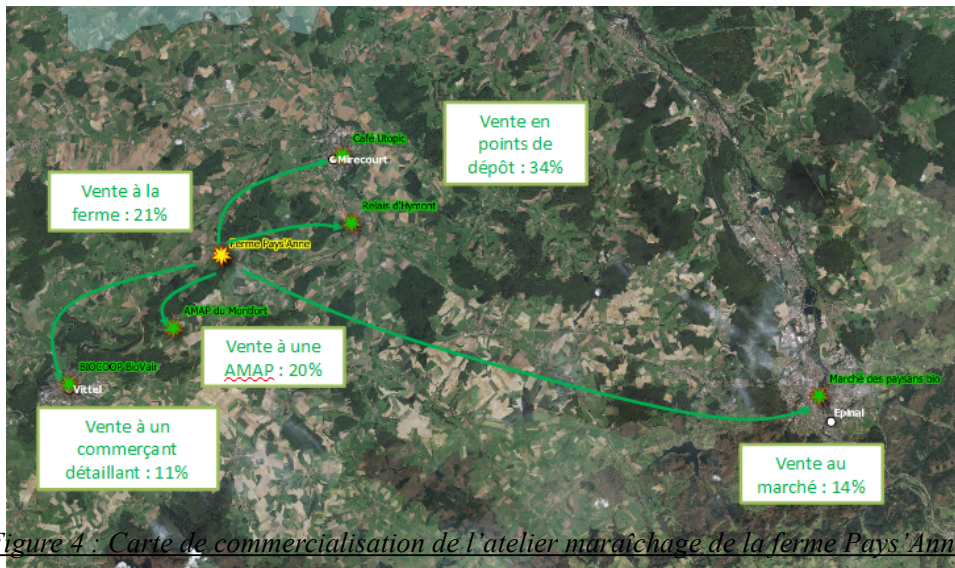 Café Utopic
Mirecourt
Vente en
points de
dépôt : 34%
Vente à la
ferme : 21%
Relais d'Hymont
Ferme Pays'Anne
AMAP du Montfort
Vente à une
AMAP : 20%
BIOCOOP BioVair
Vittel
Marché des paysans bio
Epinal
Vente à un
commerçant
détaillant : 11%
Vente au
marché : 14%
Figure 4 : Carte de commercialisation de l'atelier maraîchage de la ferme Pays'Ann